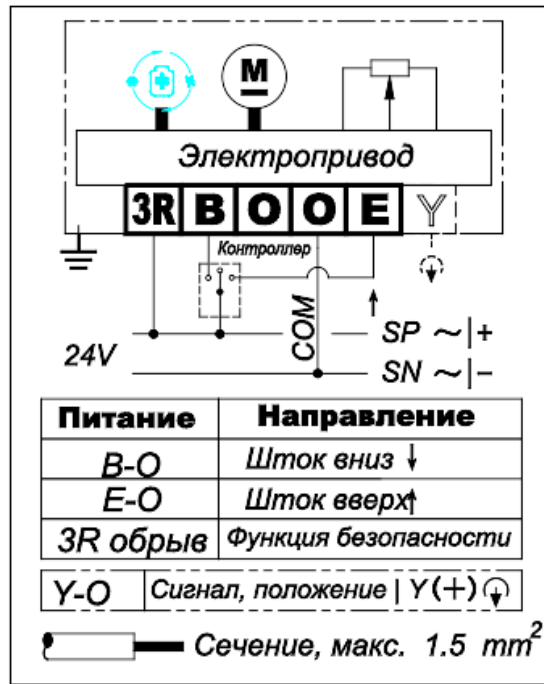 M
Электропривод
3R B O O E Y
Контроллер
COM
24V
SP ~|+
SN ~|−
Питание Направление
B-O Шток вниз ↓
E-O Шток вверх↑
3R обрыв Функция безопасности
Y-O Сигнал, положение | Y(+)
Сечение, макс. 1.5 mm²